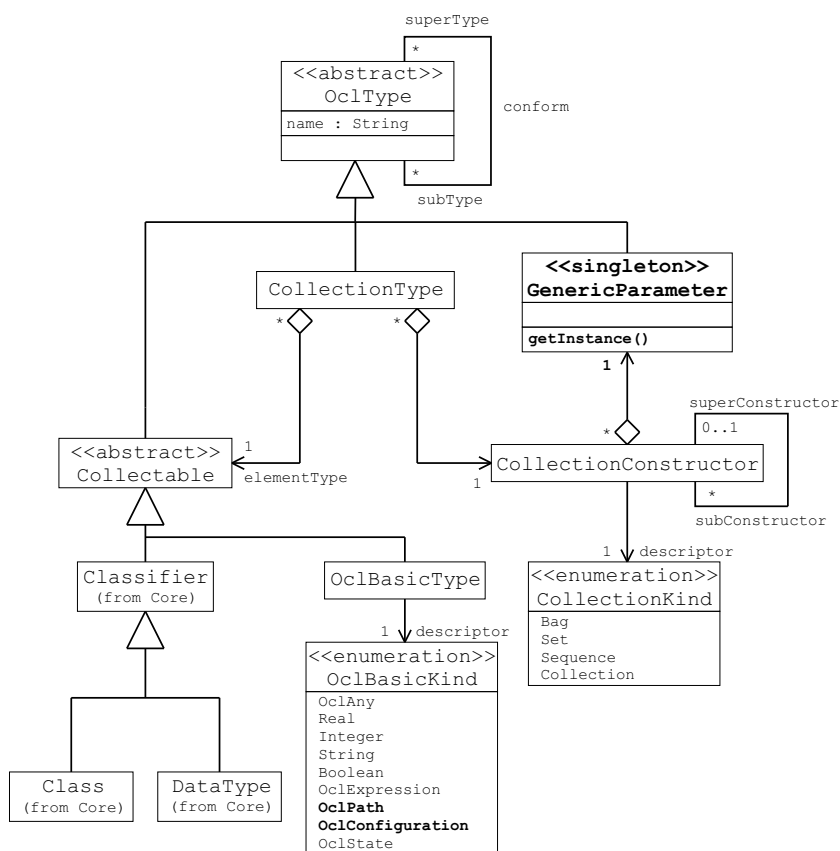 superType
*
<<abstract>>
OclType
name : String
conform
*
subType
CollectionType
<<singleton>>
GenericParameter
getInstance()
*
*
1
superConstructor
0..1
*
<<abstract>>
Collectable
1
elementType
CollectionConstructor
1
*
subConstructor
Classifier
(from Core)
OclBasicType
1 descriptor
<<enumeration>>
CollectionKind
Bag
Set
Sequence
Collection
1 descriptor
<<enumeration>>
OclBasicKind
OclAny
Real
Integer
String
Boolean
OclExpression
OclPath
OclConfiguration
OclState
Class
(from Core)
DataType
(from Core)